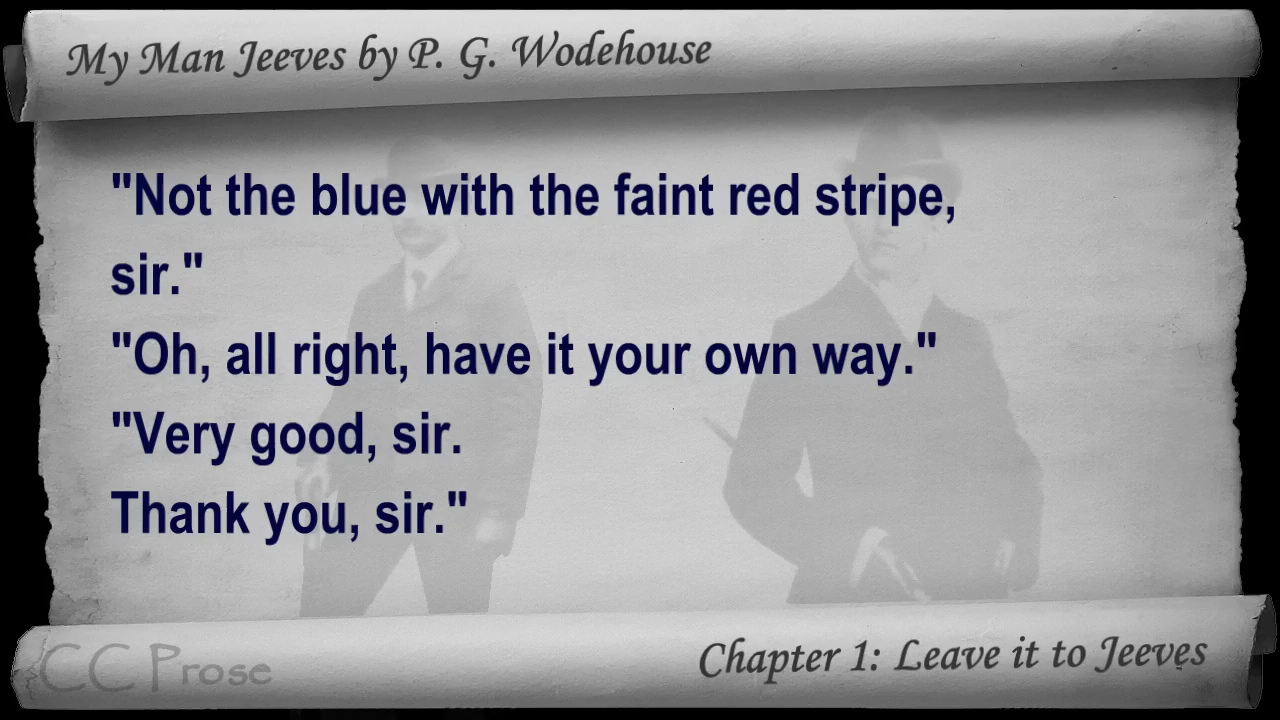 My Man Jeeves by P. G. Wodehouse
"Not the blue with the faint red stripe,
sir."
"Oh, all right, have it your own way."
"Very good, sir.
Thank you, sir."
CC Prose
Chapter 1: Leave it to Jeeves